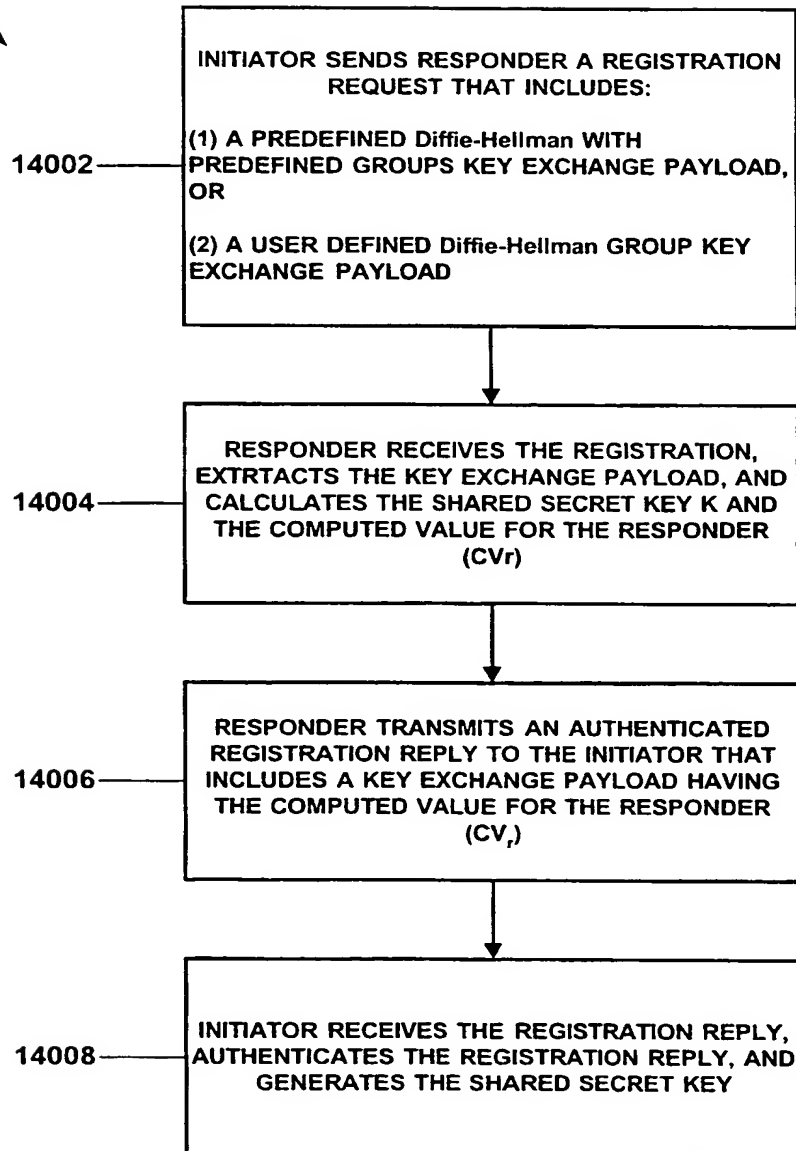 INITIATOR SENDS RESPONDER A REGISTRATION
REQUEST THAT INCLUDES:
(1) A PREDEFINED Diffie-Hellman WITH
PREDEFINED GROUPS KEY EXCHANGE PAYLOAD,
OR
(2) A USER DEFINED Diffie-Hellman GROUP KEY
EXCHANGE PAYLOAD
14002
RESPONDER RECEIVES THE REGISTRATION,
EXTRTACTS THE KEY EXCHANGE PAYLOAD, AND
CALCULATES THE SHARED SECRET KEY K AND
THE COMPUTED VALUE FOR THE RESPONDER
(CVr)
14004
RESPONDER TRANSMITS AN AUTHENTICATED
REGISTRATION REPLY TO THE INITIATOR THAT
INCLUDES A KEY EXCHANGE PAYLOAD HAVING
THE COMPUTED VALUE FOR THE RESPONDER
(CVr)
14006
INITIATOR RECEIVES THE REGISTRATION REPLY,
AUTHENTICATES THE REGISTRATION REPLY, AND
GENERATES THE SHARED SECRET KEY
14008